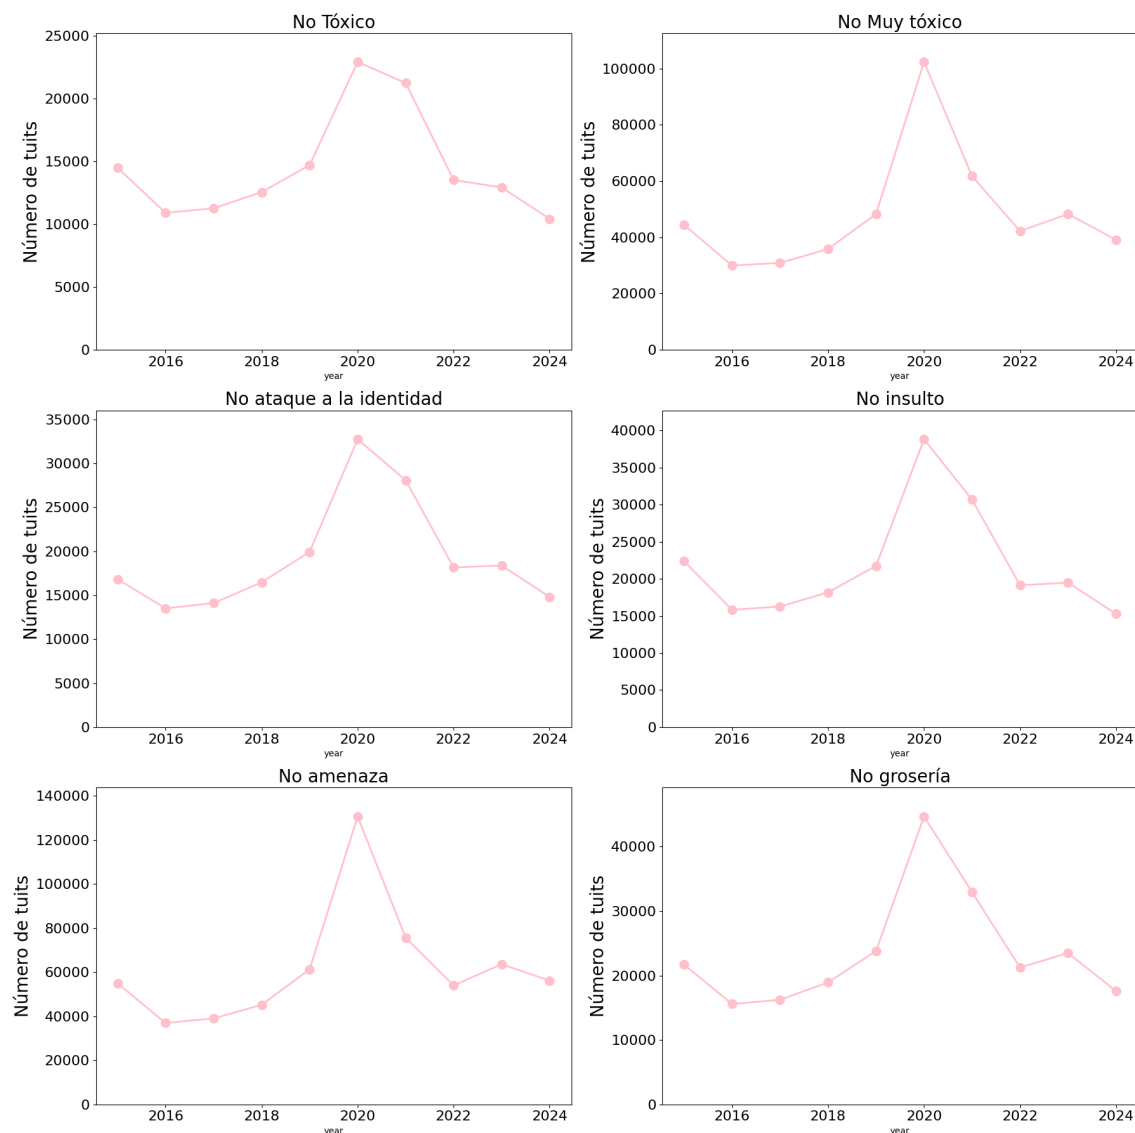 No Tóxico
Número de tuits
25000
20000
15000
10000
5000
0
2016 2018 2020 2022 2024
year
No Muy tóxico
Número de tuits
100000
80000
60000
40000
20000
0
2016 2018 2020 2022 2024
year
No ataque a la identidad
Número de tuits
35000
30000
25000
20000
15000
10000
5000
0
2016 2018 2020 2022 2024
year
No insulto
Número de tuits
40000
35000
30000
25000
20000
15000
10000
5000
0
2016 2018 2020 2022 2024
year
No amenaza
Número de tuits
140000
120000
100000
80000
60000
40000
20000
0
2016 2018 2020 2022 2024
year
No grosería
Número de tuits
40000
30000
20000
10000
0
2016 2018 2020 2022 2024
year